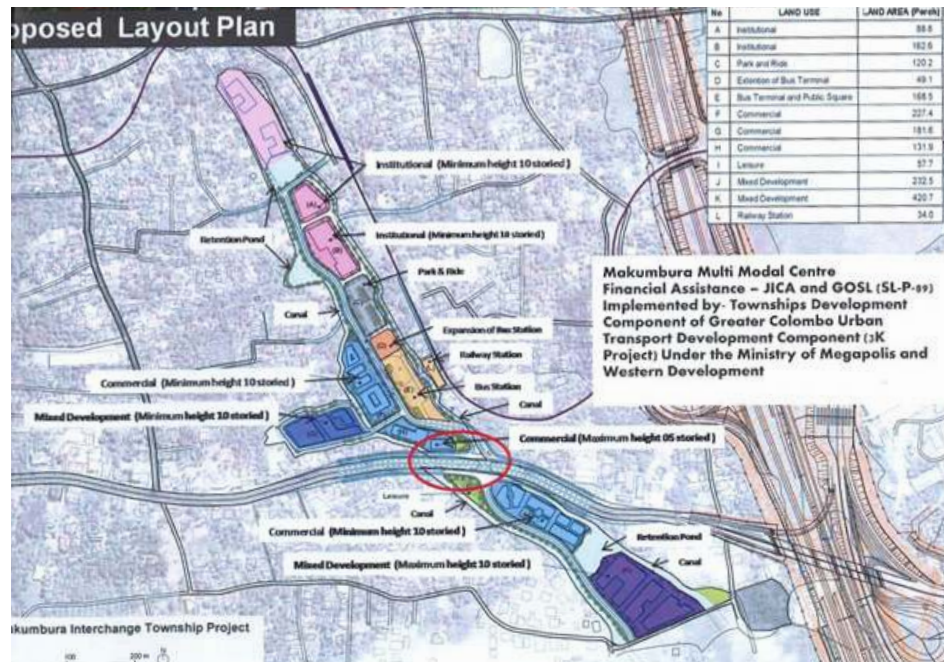 posed Layout Plan
No LAND USE LAND AREA (Perch)
A Institutional 88.6
B Institutional 162.6
C Park and Ride 120.2
D Extention of Bus Terminal 49.1
E Bus Terminal and Public Square 168.5
F Commercial 227.4
G Commercial 181.6
H Commercial 131.9
I Leisure 57.7
J Mixed Development 232.5
K Mixed Development 420.7
L Railway Station 34.0
Institutional (Minimum height 10 storied )
(A)
Retention Pond
Institutional (Minimum height 10 storied )
(B)
Park & Ride
Canal
Expansion of Bus Station
Railway Station
Commercial (Minimum height 10 storied )
Bus Station
(E)
Mixed Development (Minimum height 10 storied )
Canal
Commercial (Maximum height 05 storied )
Leisure
Canal
Commercial (Minimum height 10 storied )
Retention Pond
Mixed Development (Maximum height 10 storied )
Canal
Makumbura Multi Modal Centre
Financial Assistance – JICA and GOSL (SL-P-89)
Implemented by- Townships Development
Component of Greater Colombo Urban
Transport Development Component (3K
Project) Under the Ministry of Megapolis and
Western Development
kumbura Interchange Township Project
100 200 m N